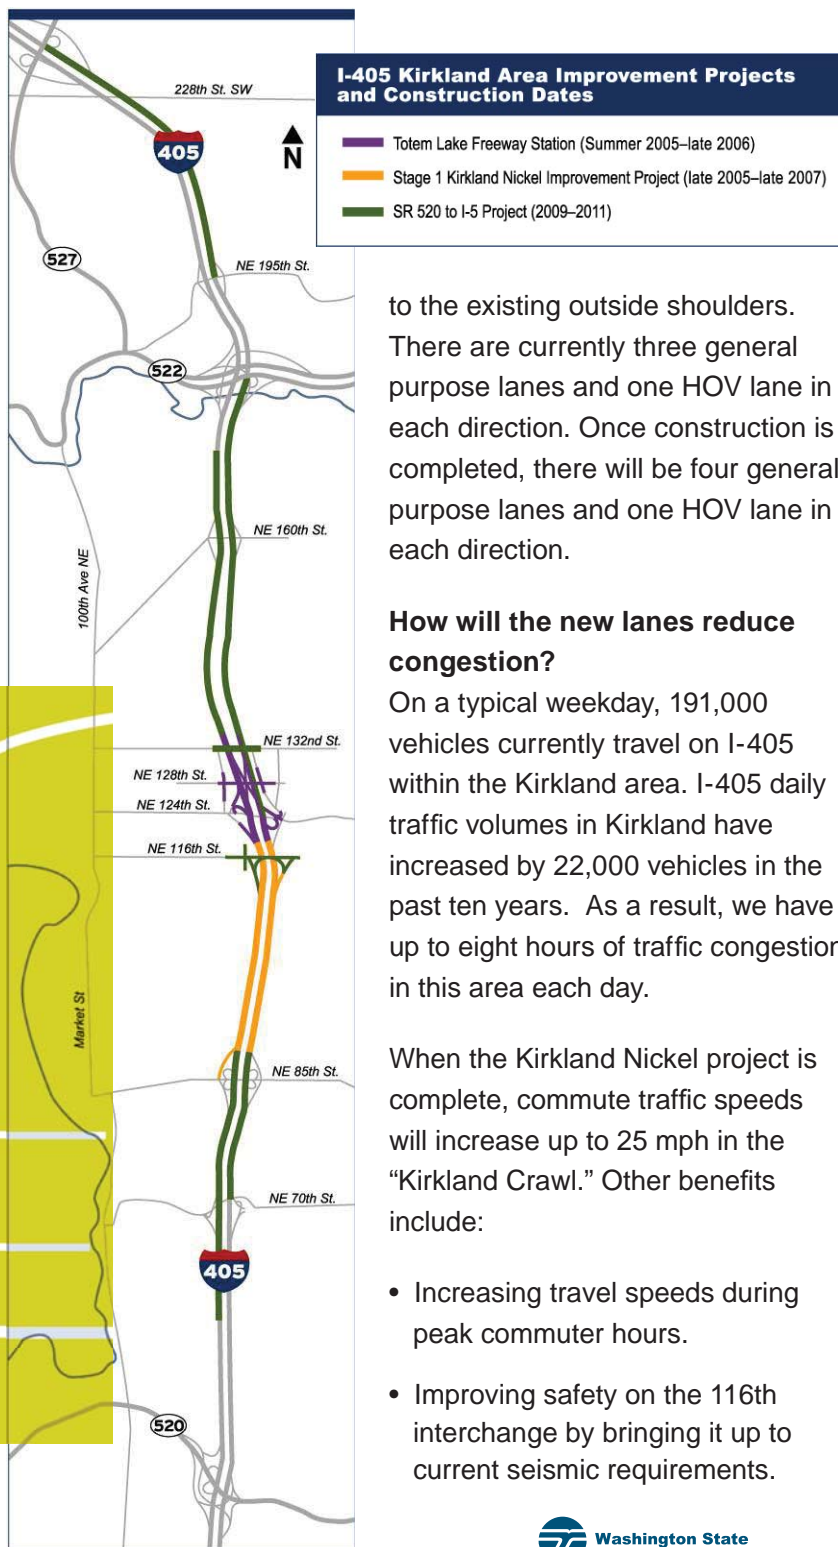 I-405 Kirkland Area Improvement Projects
and Construction Dates
Totem Lake Freeway Station (Summer 2005–late 2006)
Stage 1 Kirkland Nickel Improvement Project (late 2005–late 2007)
SR 520 to I-5 Project (2009–2011)
228th St. SW
405
N
527
NE 195th St.
522
NE 160th St.
100th Ave NE
NE 132nd St.
NE 128th St.
NE 124th St.
NE 116th St.
Market St
NE 85th St.
NE 70th St.
405
520
to the existing outside shoulders.
There are currently three general
purpose lanes and one HOV lane in
each direction. Once construction is
completed, there will be four general
purpose lanes and one HOV lane in
each direction.
How will the new lanes reduce
congestion?
On a typical weekday, 191,000
vehicles currently travel on I-405
within the Kirkland area. I-405 daily
traffic volumes in Kirkland have
increased by 22,000 vehicles in the
past ten years.  As a result, we have
up to eight hours of traffic congestion
in this area each day.
When the Kirkland Nickel project is
complete, commute traffic speeds
will increase up to 25 mph in the
“Kirkland Crawl.” Other benefits
include:
• Increasing travel speeds during
peak commuter hours.
• Improving safety on the 116th
interchange by bringing it up to
current seismic requirements.
Washington State